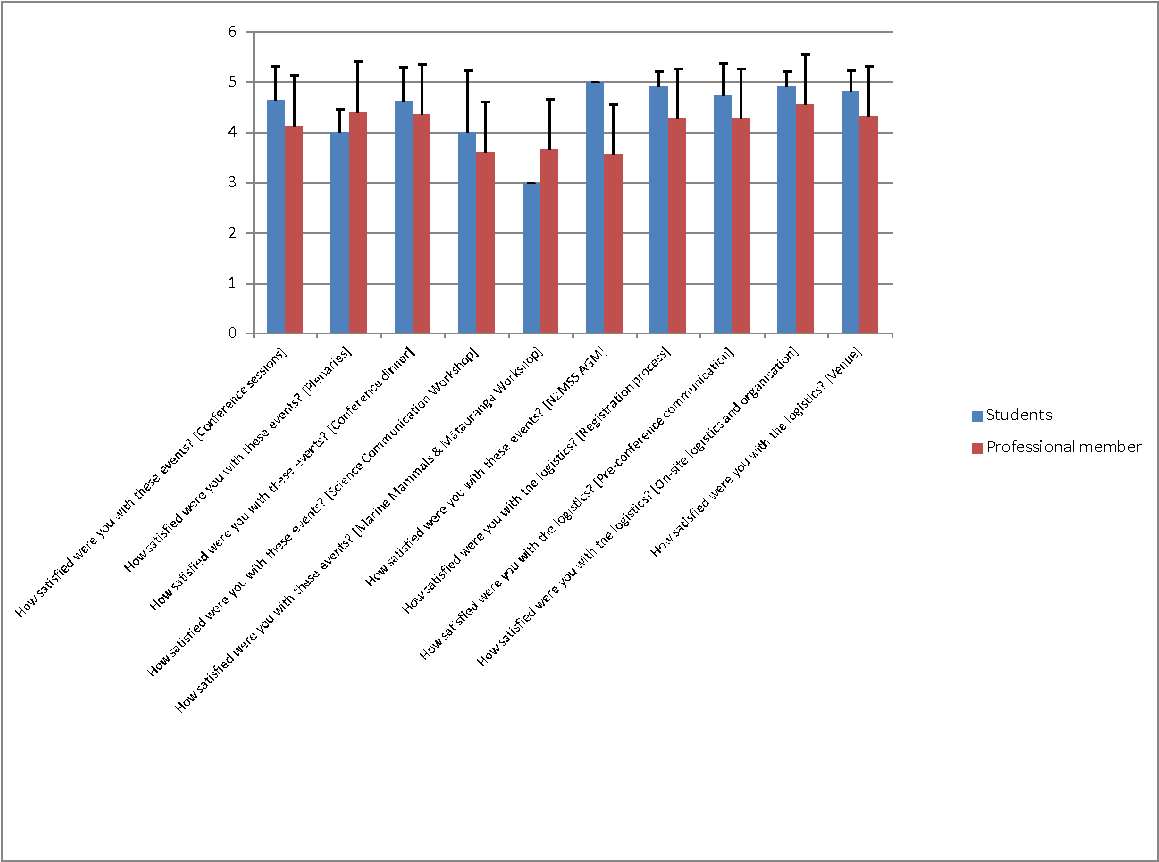 6
5
4
3
2
1
0
How satisfied were you with these events? [Conference sessions]
How satisfied were you with these events? [Plenaries]
How satisfied were you with these events? [Conference dinner]
How satisfied were you with these events? [Science Communication Workshop]
How satisfied were you with these events? [Marine Mammals & Matauranga Workshop]
How satisfied were you with these events? [NZMSS AGM]
How satisfied were you with the logistics? [Registration process]
How satisfied were you with the logistics? [Pre-conference communication]
How satisfied were you with the logistics? [On-site logistics and organisation]
How satisfied were you with the logistics? [Venue]
Students
Professional member